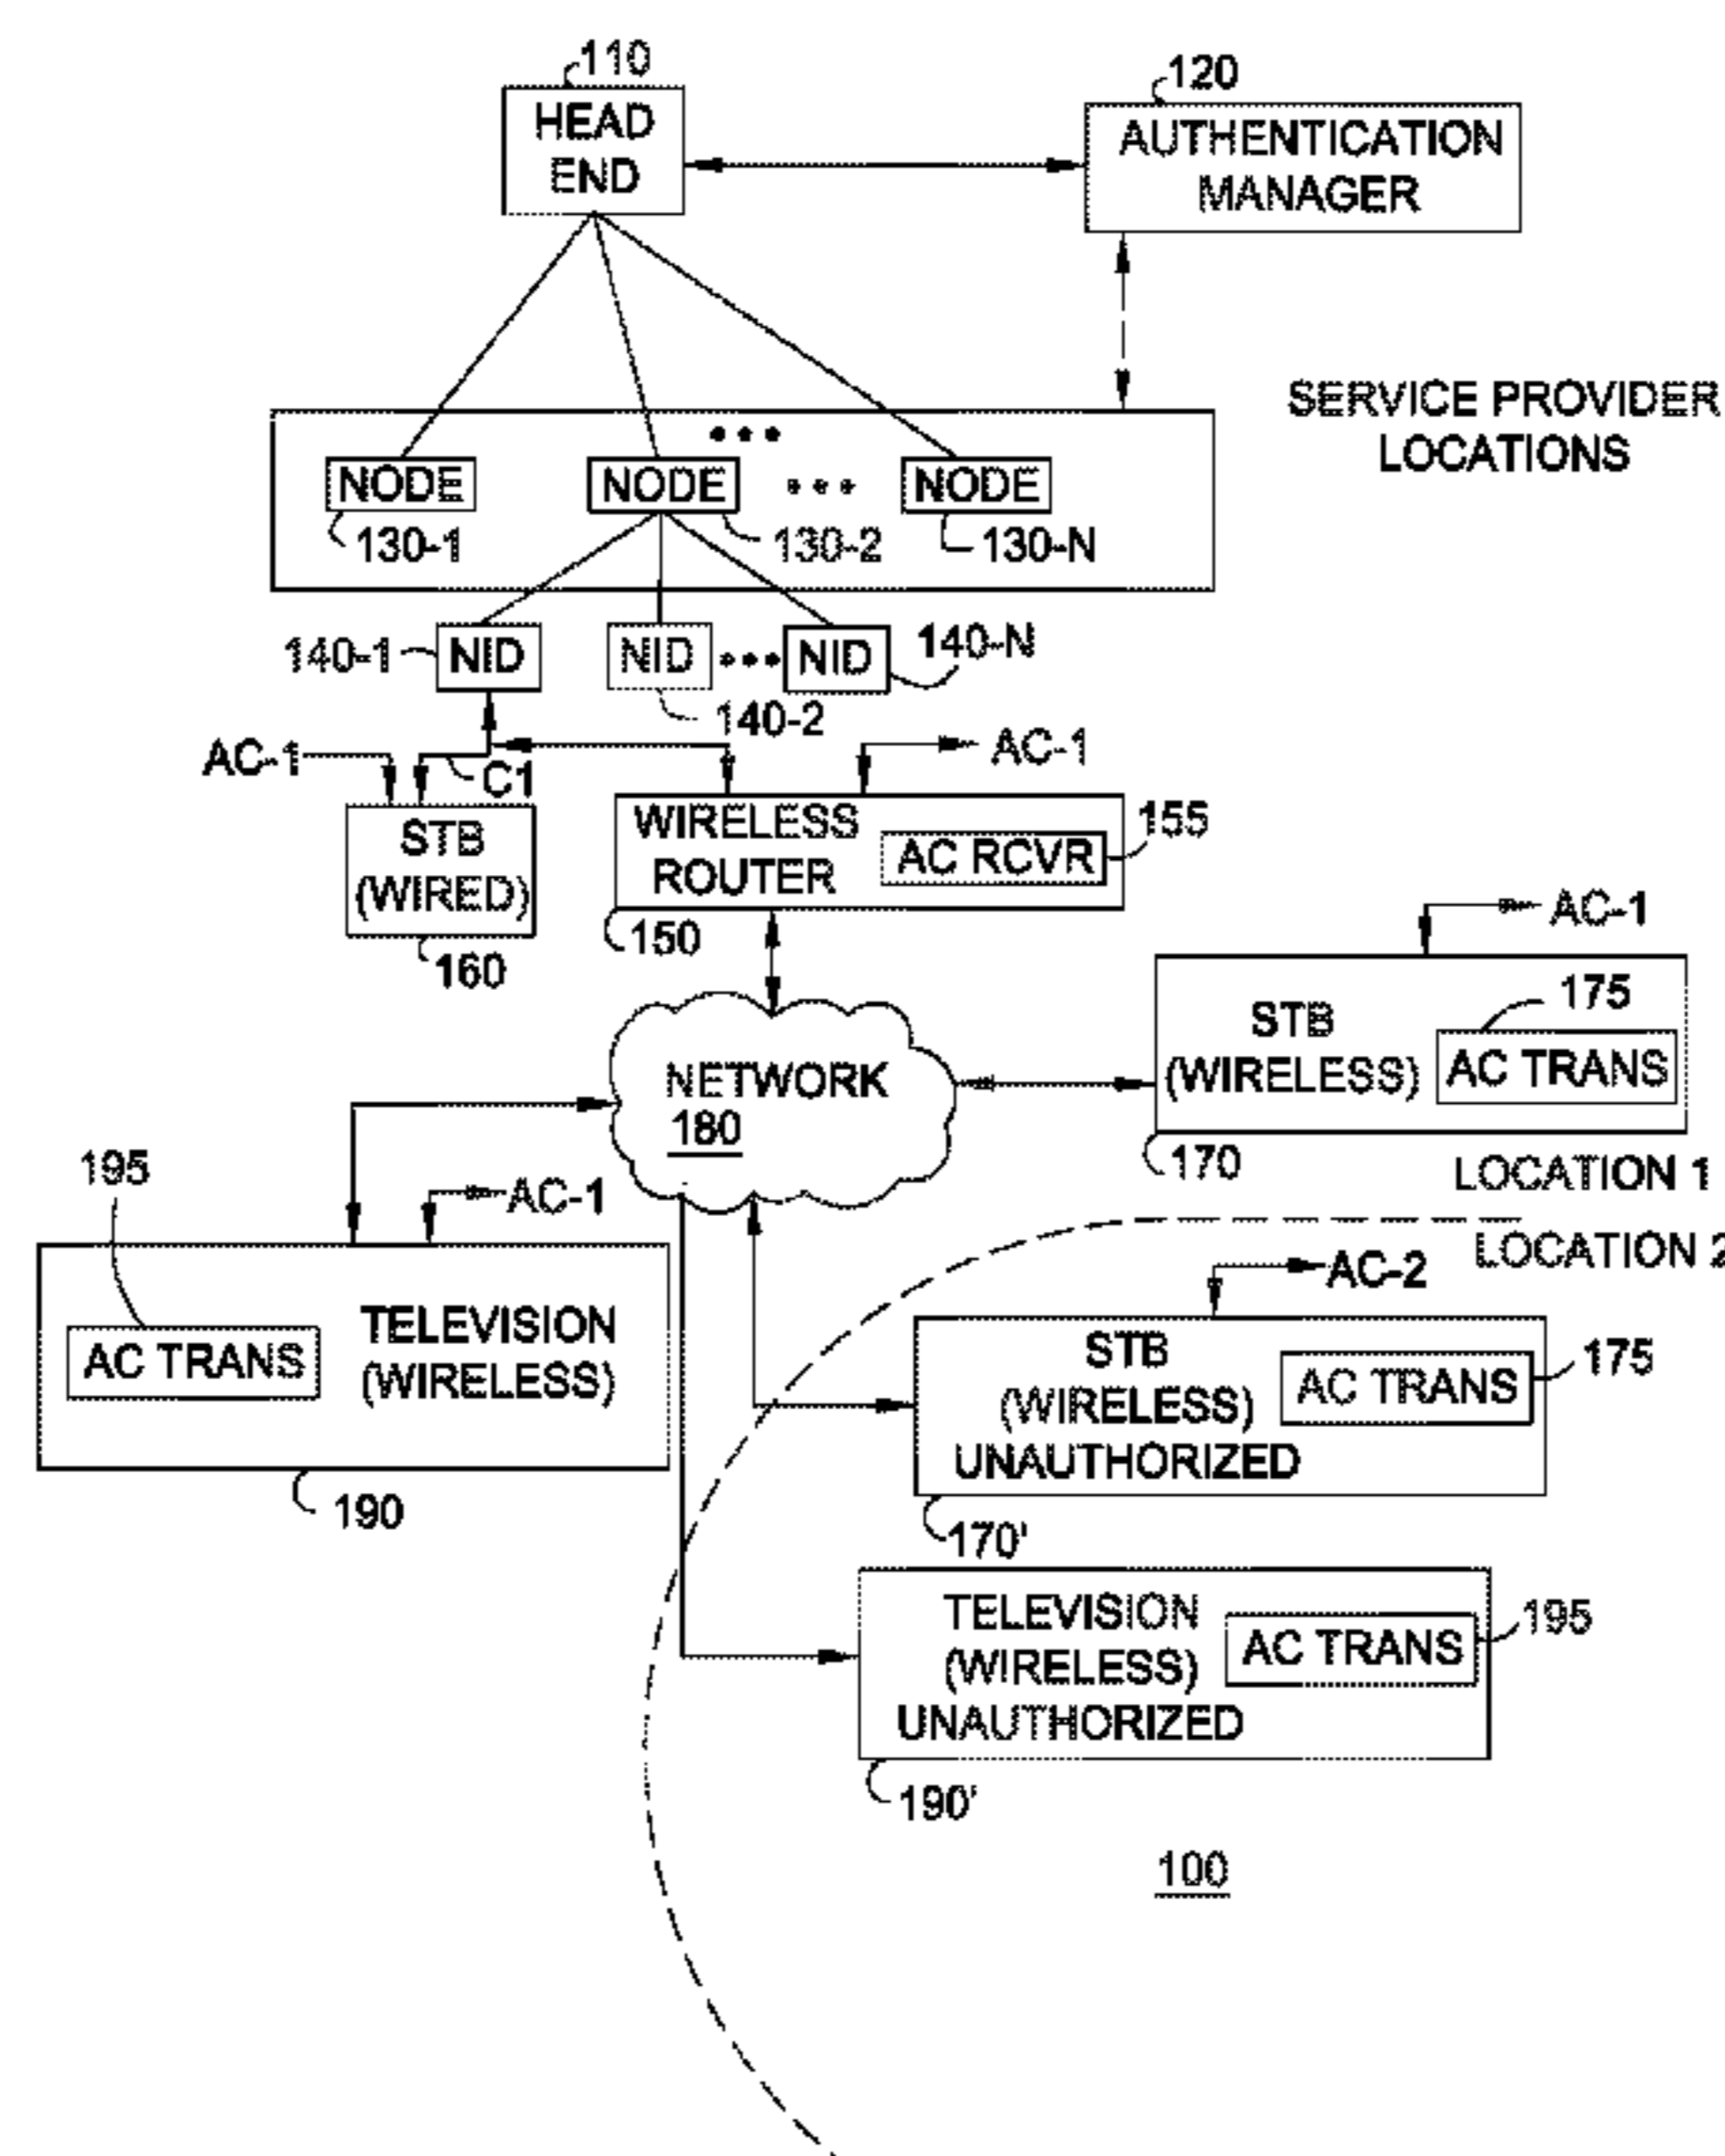 110
HEAD
END
120
AUTHENTICATION
MANAGER
SERVICE PROVIDER
LOCATIONS
•••
NODE
NODE
•••
NODE
130-1
130-2
130-N
140-1
NID
NID
•••
NID
140-N
140-2
AC-1
C1
AC-1
STB
(WIRED)
160
WIRELESS
ROUTER
AC RCVR
155
150
AC-1
STB
(WIRELESS)
175
AC TRANS
170
LOCATION 1
NETWORK
180
195
AC-1
LOCATION 2
AC TRANS
TELEVISION
(WIRELESS)
190
AC-2
STB
(WIRELESS)
UNAUTHORIZED
AC TRANS
175
170'
TELEVISION
(WIRELESS)
UNAUTHORIZED
AC TRANS
195
190'
100